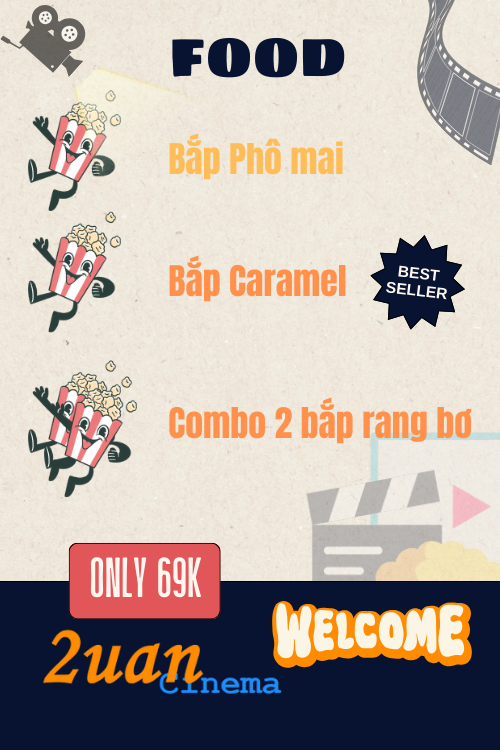 FOOD
Bắp Phô mai
Bắp Caramel
BEST
SELLER
Combo 2 bắp rang bơ
ONLY 69K
WELCOME
2uan
Cinema